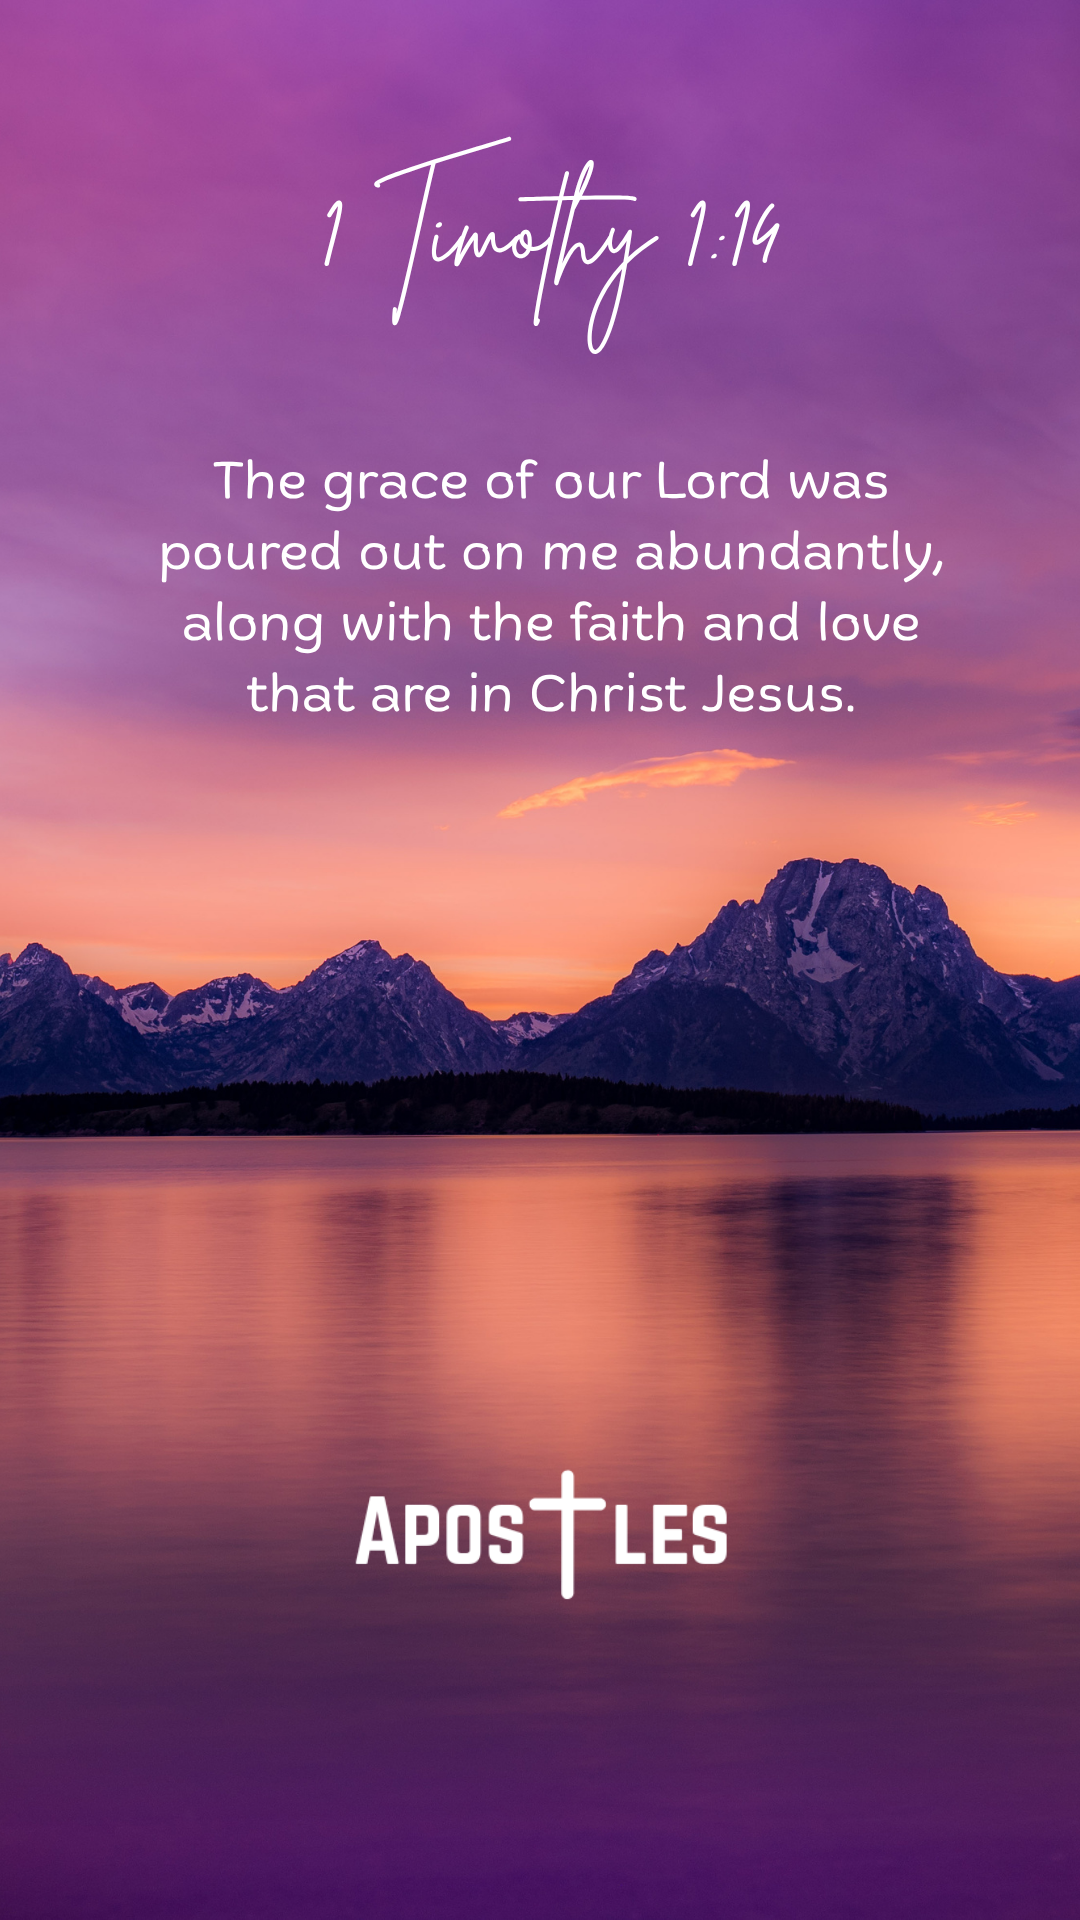 1 Timothy 1:14
The grace of our Lord was
poured out on me abundantly,
along with the faith and love
that are in Christ Jesus.
APOSTLES